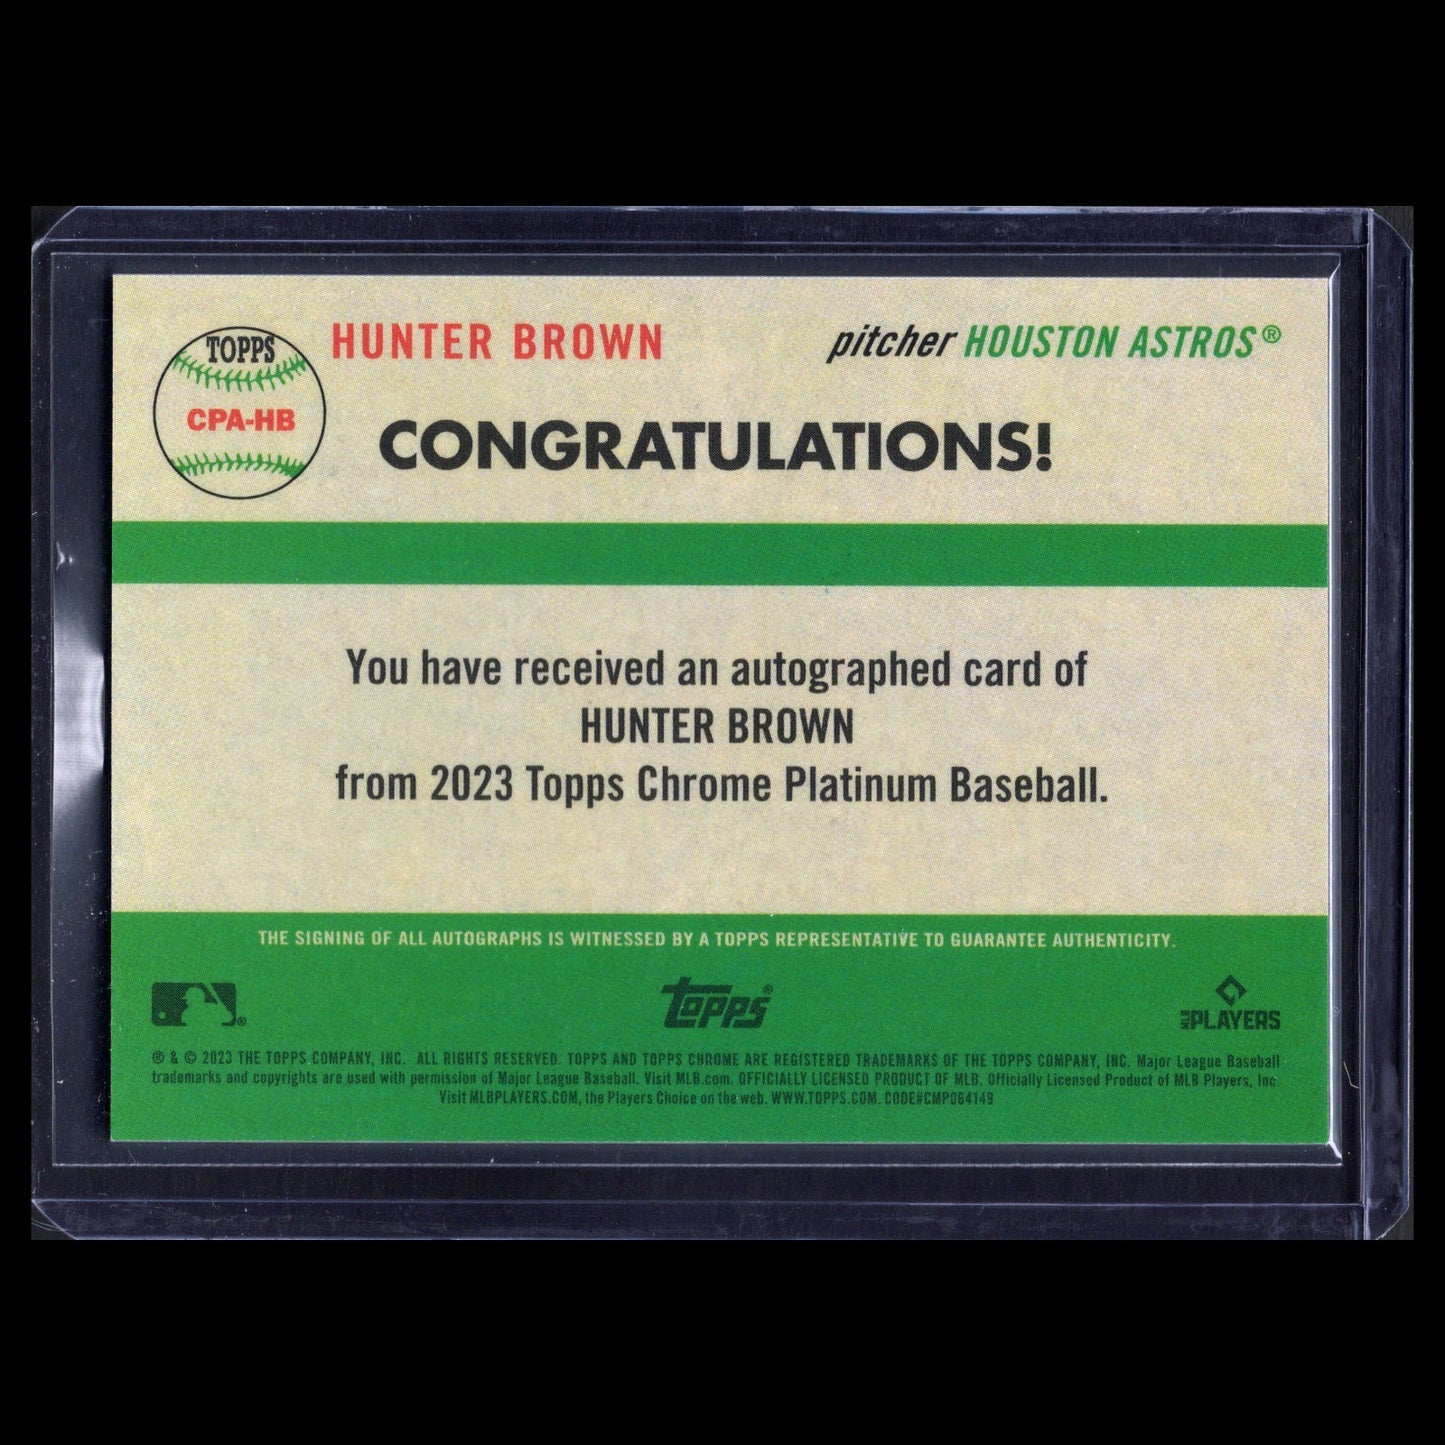 TOPPS
CPA-HB
HUNTER BROWN
pitcher HOUSTON ASTROS®
CONGRATULATIONS!
You have received an autographed card of
HUNTER BROWN
from 2023 Topps Chrome Platinum Baseball.
THE SIGNING OF ALL AUTOGRAPHS IS WITNESSED BY A TOPPS REPRESENTATIVE TO GUARANTEE AUTHENTICITY.
®
Topps®
MLB PLAYERS
® & © 2023 THE TOPPS COMPANY, INC. ALL RIGHTS RESERVED. TOPPS AND TOPPS CHROME ARE REGISTERED TRADEMARKS OF THE TOPPS COMPANY, INC. Major League Baseball
trademarks and copyrights are used with permission of Major League Baseball. Visit MLB.com. OFFICIALLY LICENSED PRODUCT OF MLB. Officially Licensed Product of MLB Players, Inc.
Visit MLBPLAYERS.COM, the Players Choice on the web. WWW.TOPPS.COM. CODE#CMP064149